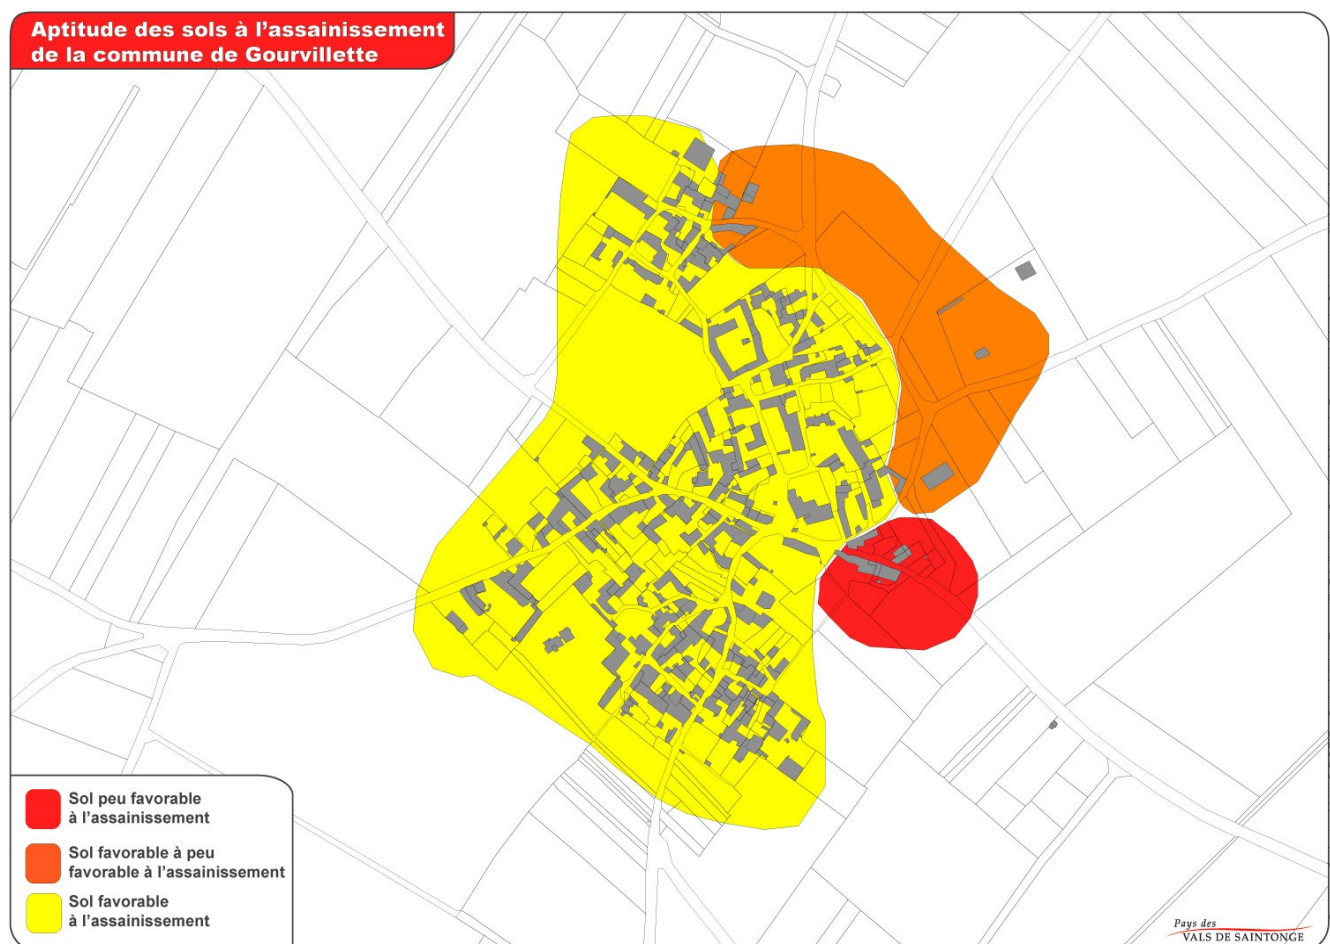 Aptitude des sols à l'assainissement
de la commune de Gourvillette
Sol peu favorable
à l'assainissement
Sol favorable à peu
favorable à l'assainissement
Sol favorable
à l'assainissement
Pays des
VALS DE SAINTONGE